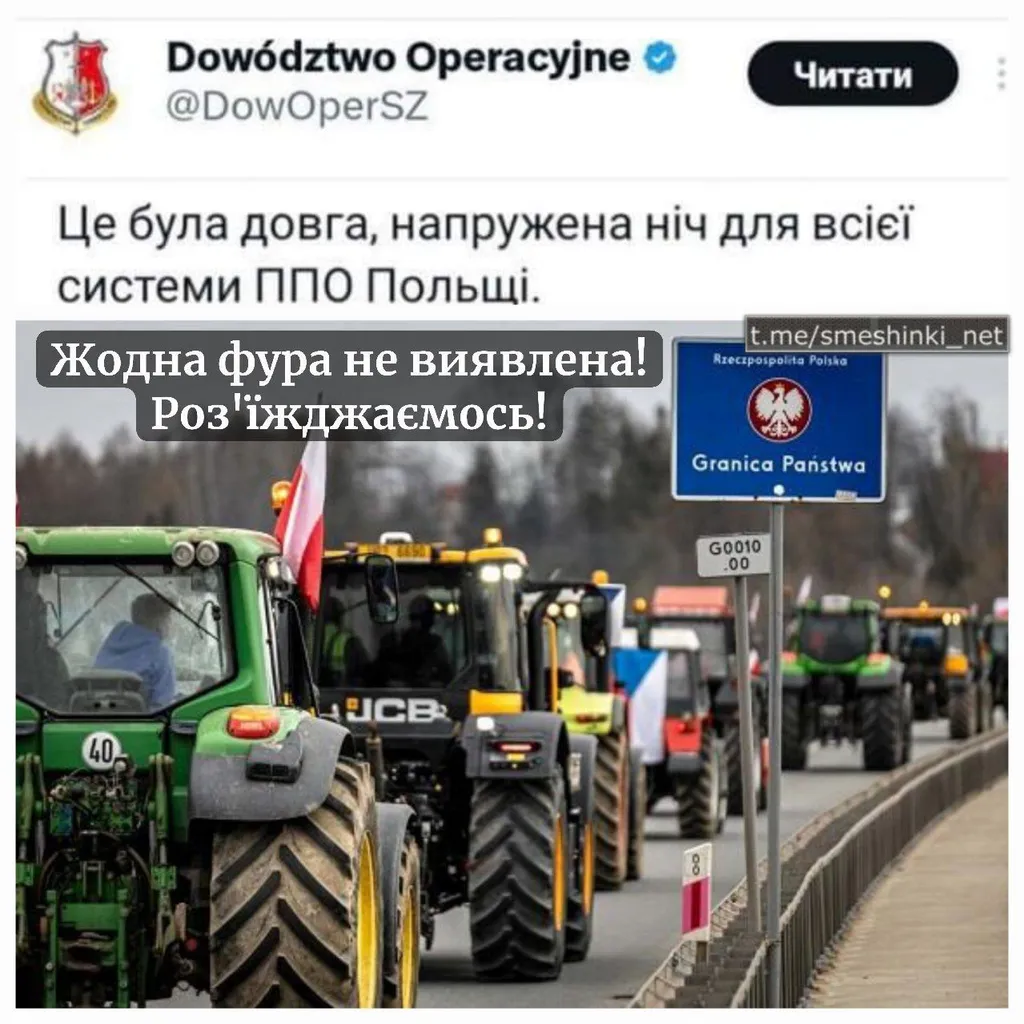 Dowództwo Operacyjne
@DowOperSZ
Читати
Це була довга, напружена ніч для всієї
системи ППО Польщі.
t.me/smeshinki_net
Жодна фура не виявлена!
Роз'їжджаємось!
Rzeczpospolita Polska
Granica Państwa
G0010
.00
JCB
40